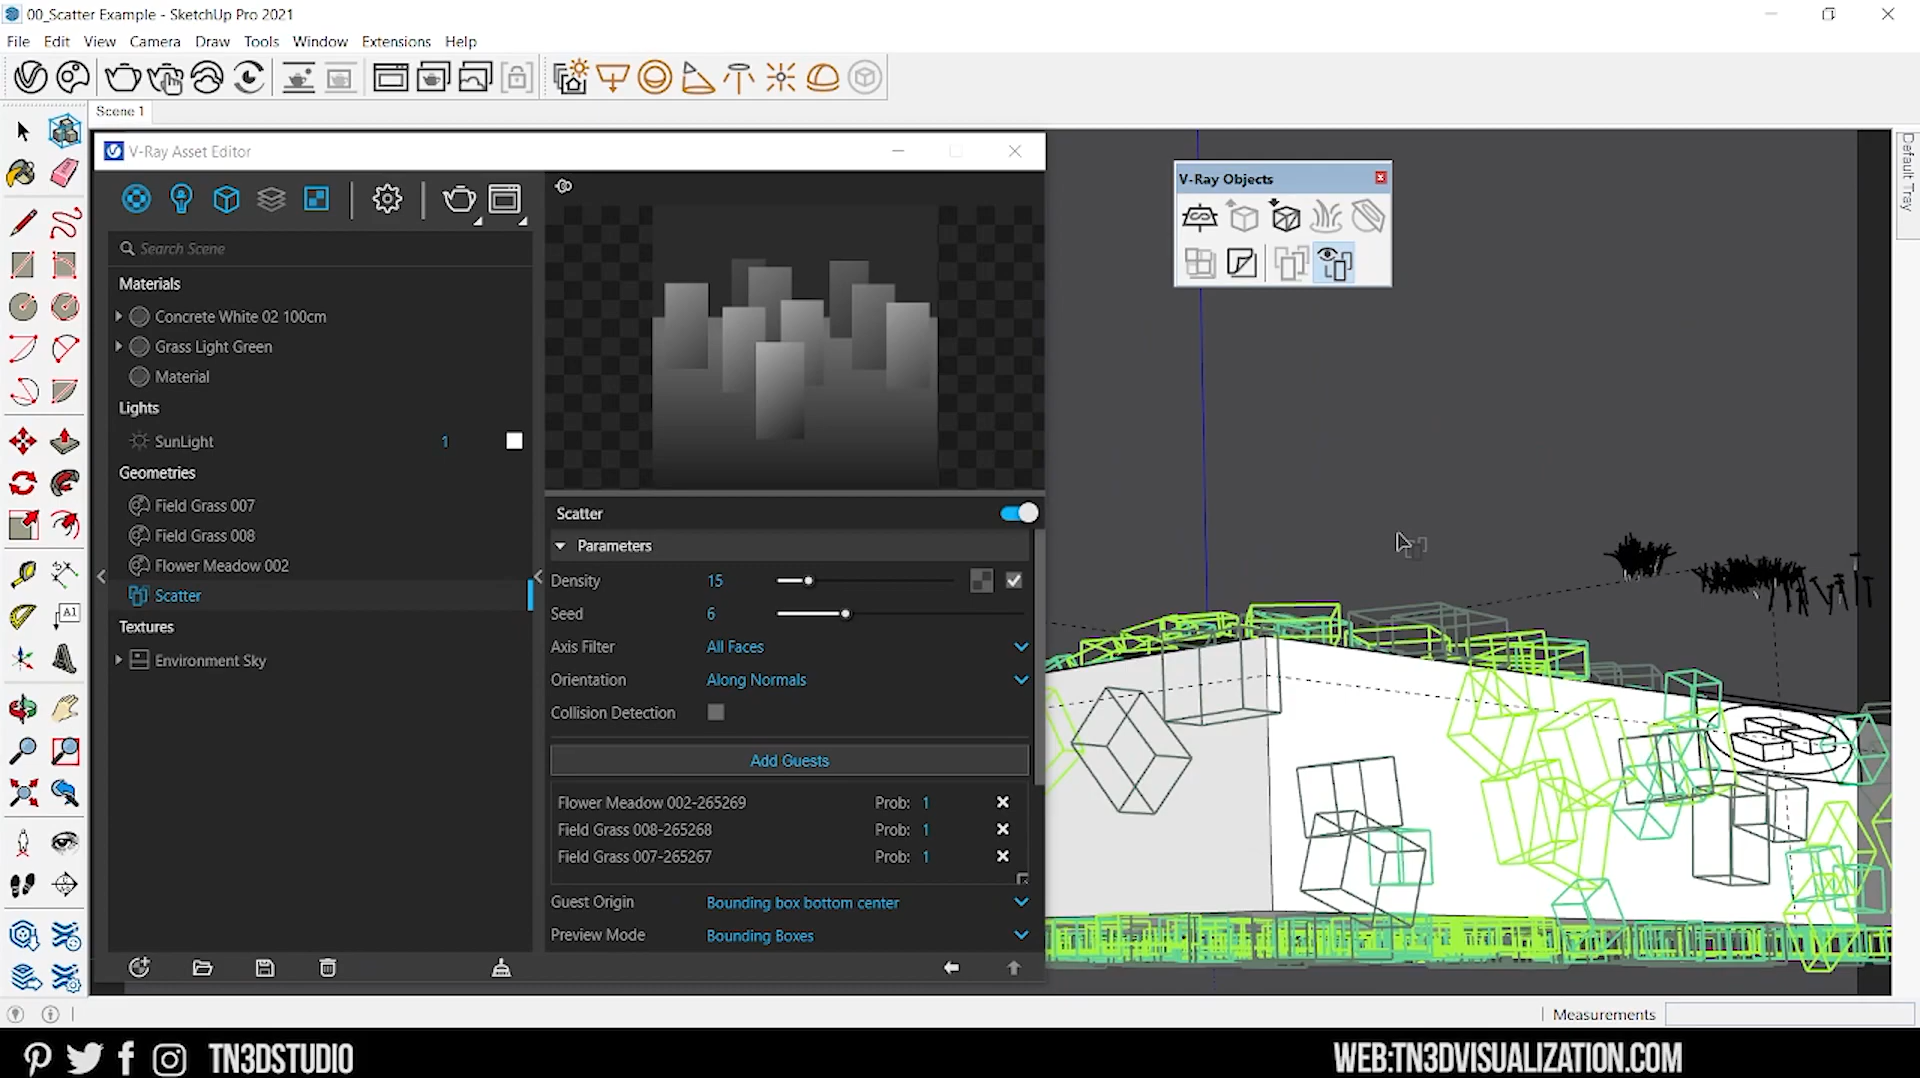 00_Scatter Example - SketchUp Pro 2021
File Edit View Camera Draw Tools Window Extensions Help
Scene 1
V-Ray Asset Editor
V-Ray Objects
Default Tray
Search Scene
Materials
Concrete White 02 100cm
Grass Light Green
Material
Lights
SunLight 1
Geometries
Field Grass 007
Field Grass 008
Flower Meadow 002
Scatter
Textures
Environment Sky
Scatter
Parameters
Density 15
Seed 6
Axis Filter All Faces
Orientation Along Normals
Collision Detection
Add Guests
Flower Meadow 002-265269 Prob: 1
Field Grass 008-265268 Prob: 1
Field Grass 007-265267 Prob: 1
Guest Origin Bounding box bottom center
Preview Mode Bounding Boxes
A1
Measurements
TN3DSTUDIO
WEB:TN3DVISUALIZATION.COM